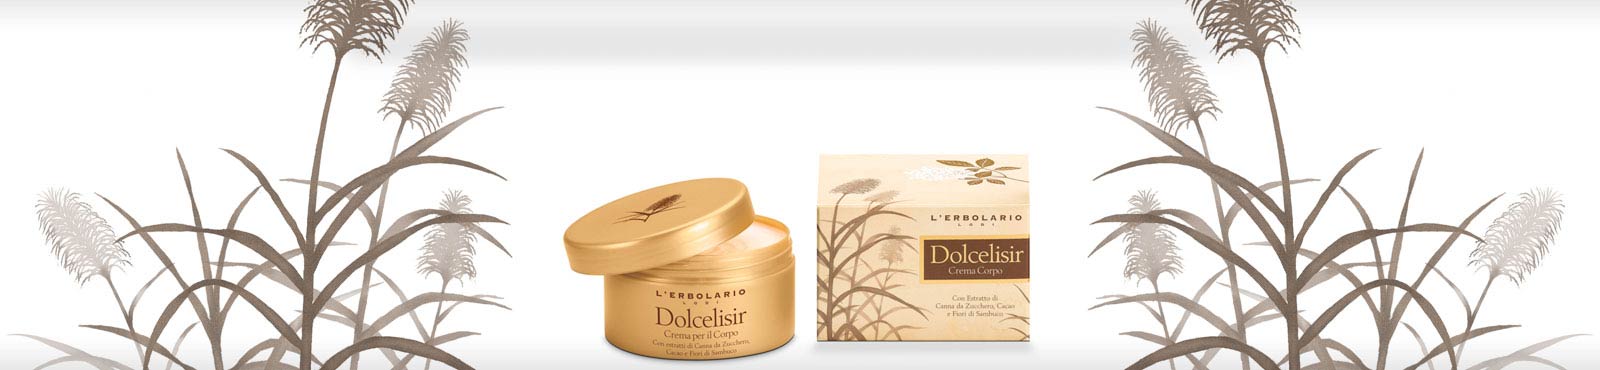 L'ERBOLARIO
LODI
Dolcelisir
Crema per il Corpo
Con estratti di Canna da Zucchero,
Cacao e Fiori di Sambuco
L'ERBOLARIO
LODI
Dolcelisir
Crema Corpo
Con Estratto di
Canna da Zucchero, Cacao
e Fiori di Sambuco